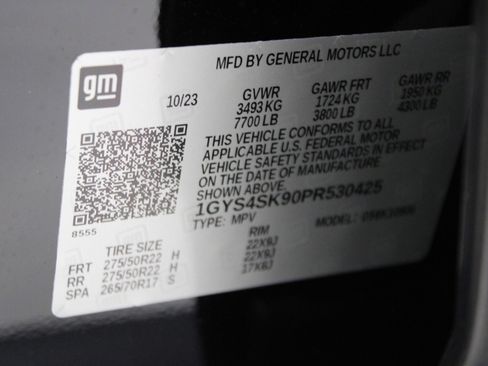 MFD BY GENERAL MOTORS LLC
gm
10/23 GVWR GAWR FRT GAWR RR
3493 KG 1724 KG 1950 KG
7700 LB 3800 LB 4300 LB
THIS VEHICLE CONFORMS TO ALL
APPLICABLE U.S. FEDERAL MOTOR
VEHICLE SAFETY STANDARDS IN EFFECT
ON THE DATE OF MANUFACTURE
SHOWN ABOVE.
1GYS4SK90PR530425
8555
TYPE: MPV MODEL:
TIRE SIZE RIM
FRT 275/50R22 H 22X9J
RR 275/50R22 H 22X9J
SPA 265/70R17 S 17X8J